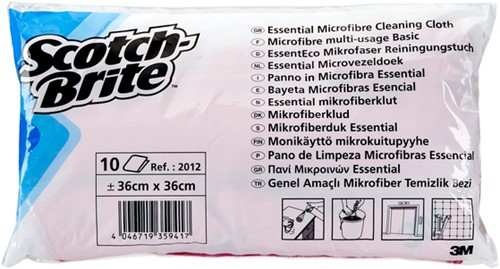 Scotch-
Brite™
GB Essential Microfibre Cleaning Cloth
F Microfibre multi-usage Basic
D EssentEco Mikrofaser Reiningungstuch
NL Essential Microvezeldoek
I Panno in Microfibra Essential
E Bayeta Microfibras Esencial
N Essential mikrofiberklut
DK Mikrofiberklud
S Mikrofiberduk Essential
FIN Monikäyttö mikrokuitupyyhe
P Pano de Limpeza Microfibras Essencial
GR Πανί Μικροινών Essential
TR Genel Amaçlı Mikrofiber Temizlik Bezi
10 Ref. : 2012
± 36cm x 36cm
4 046719 359417
3M